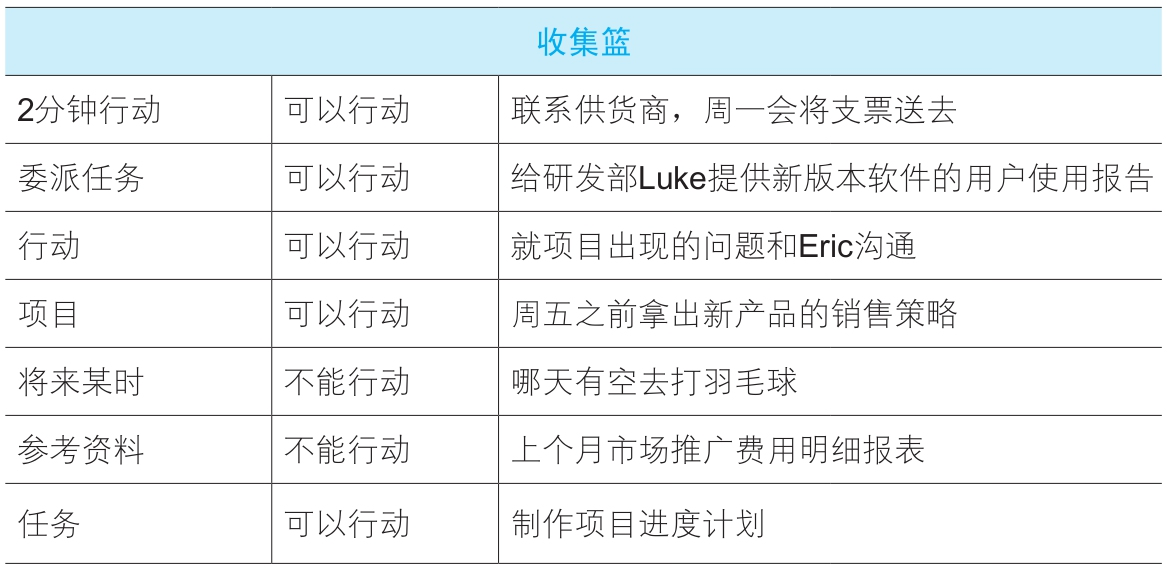 收集篮
2分钟行动 可以行动 联系供货商，周一会将支票送去
委派任务 可以行动 给研发部Luke提供新版本软件的用户使用报告
行动 可以行动 就项目出现的问题和Eric沟通
项目 可以行动 周五之前拿出新产品的销售策略
将来某时 不能行动 哪天有空去打羽毛球
参考资料 不能行动 上个月市场推广费用明细报表
任务 可以行动 制作项目进度计划